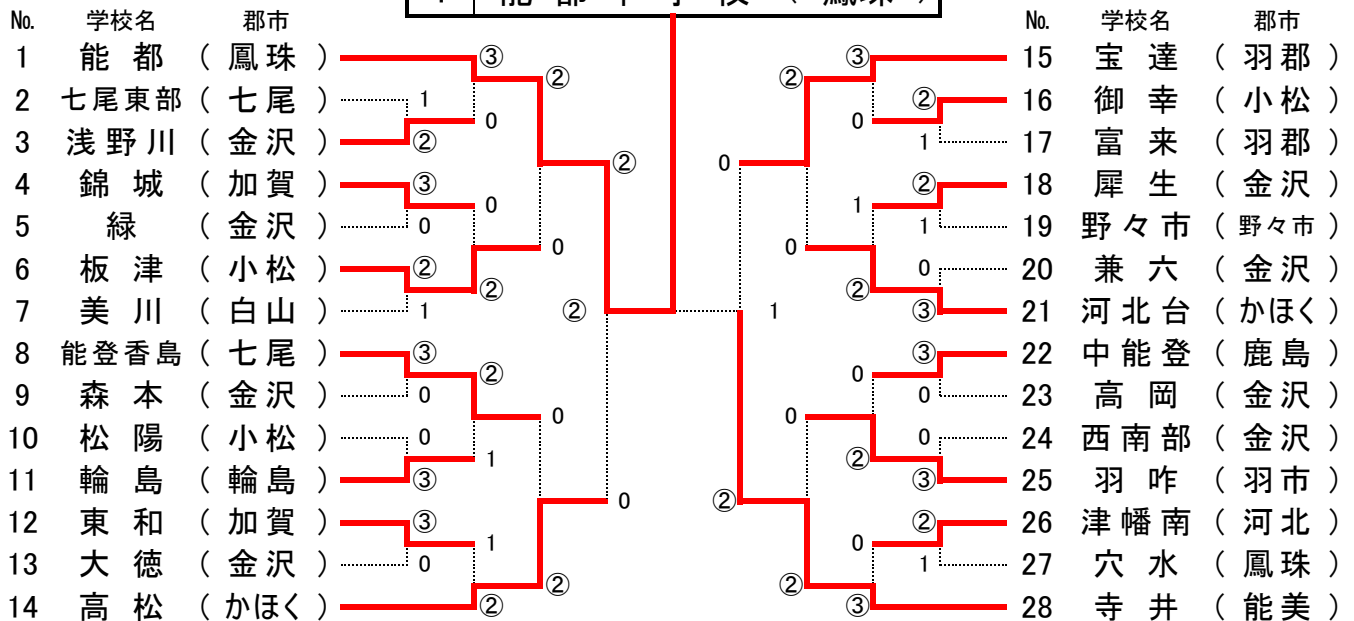 能都中学校（鳳珠）
No. 学校名 郡市
1 能都（鳳珠）
2 七尾東部（七尾）
3 浅野川（金沢）
4 錦城（加賀）
5 緑（金沢）
6 板津（小松）
7 美川（白山）
8 能登香島（七尾）
9 森本（金沢）
10 松陽（小松）
11 輪島（輪島）
12 東和（加賀）
13 大徳（金沢）
14 高松（かほく）
③
1
②
0
②
③
0
0
②
1
②
0
②
②
③
0
②
0
3
③
1
0
③
0
1
②
②
0
②
1
③
②
1
0
②
0
②
1
1
0
③
②
0
③
0
0
0
③
②
0
②
1
0
③
②
②
No. 学校名 郡市
15 宝達（羽郡）
16 御幸（小松）
17 富来（羽郡）
18 犀生（金沢）
19 野々市（野々市）
20 兼六（金沢）
21 河北台（かほく）
22 中能登（鹿島）
23 高岡（金沢）
24 西南部（金沢）
25 羽咋（羽市）
26 津幡南（河北）
27 穴水（鳳珠）
28 寺井（能美）